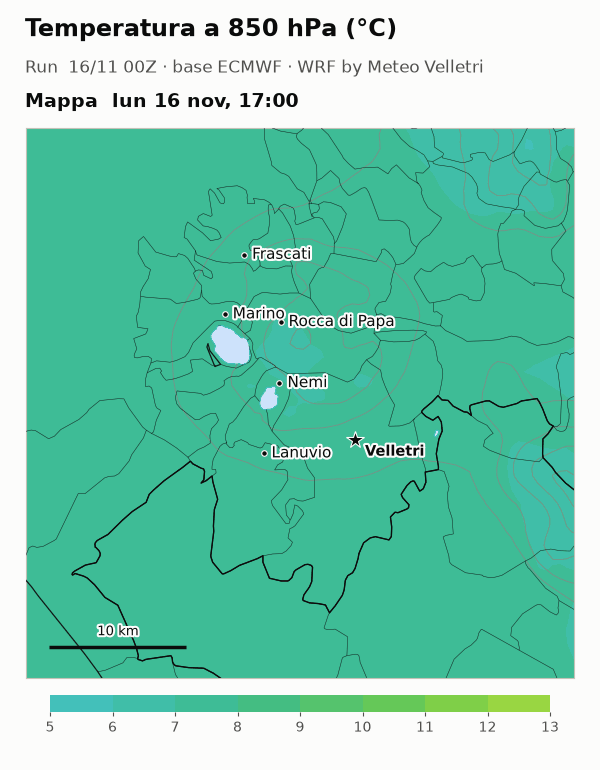 Temperatura a 850 hPa (°C)
Run  16/11 00Z · base ECMWF · WRF by Meteo Velletri
Mappa  lun 16 nov, 17:00
Frascati
Marino
Rocca di Papa
Nemi
Velletri
Lanuvio
10 km
5 6 7 8 9 10 11 12 13